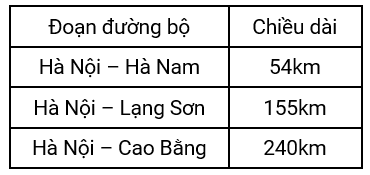 Đoạn đường bộ Chiều dài
Hà Nội – Hà Nam 54km
Hà Nội – Lạng Sơn 155km
Hà Nội – Cao Bằng 240km